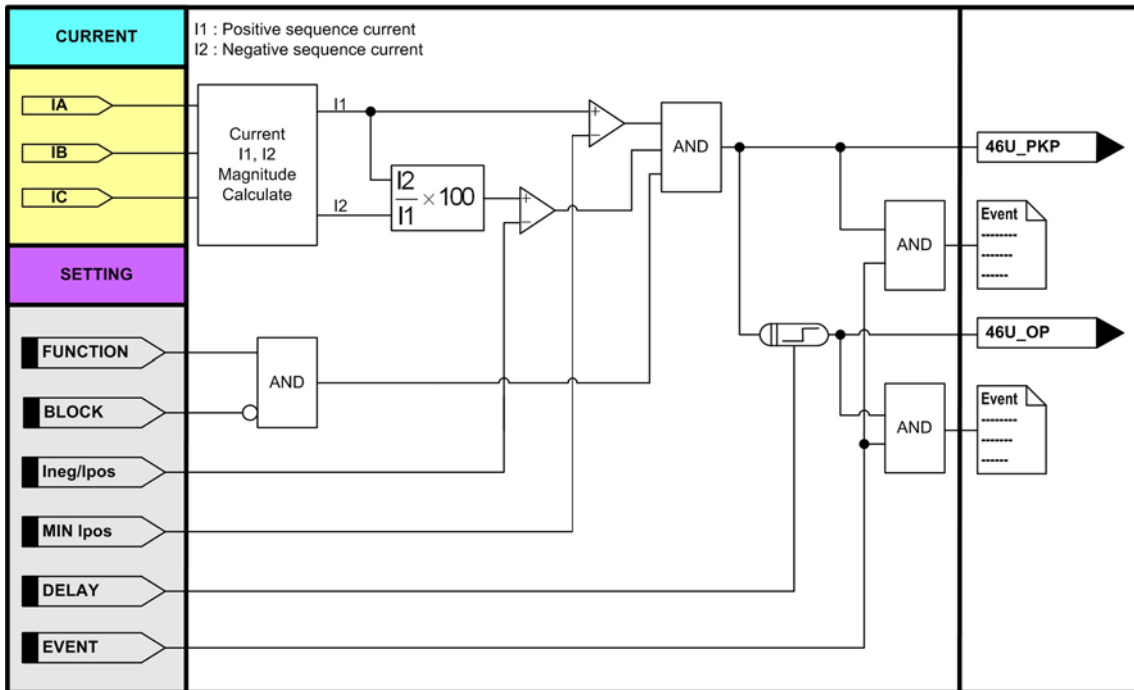 CURRENT
I1 : Positive sequence current
I2 : Negative sequence current
IA
IB
IC
Current
I1, I2
Magnitude
Calculate
I1
I2
I2
I1
× 100
+
−
+
−
AND
46U_PKP
AND
Event
--------
-------
------
SETTING
FUNCTION
BLOCK
AND
Ineg/Ipos
MIN Ipos
DELAY
EVENT
46U_OP
AND
Event
--------
-------
------